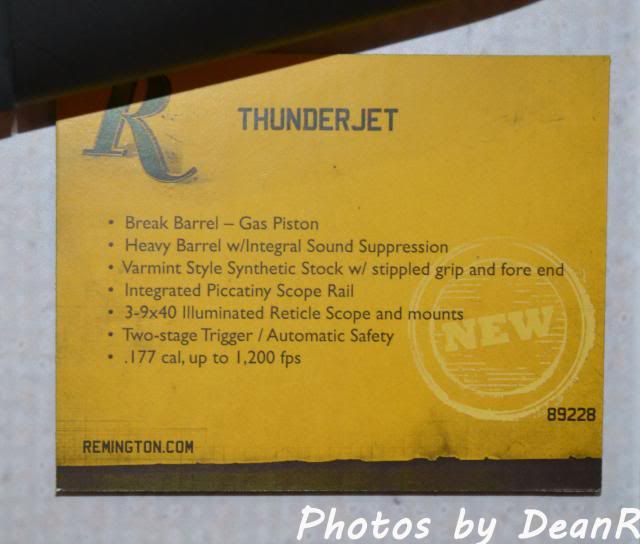 R
THUNDERJET
• Break Barrel – Gas Piston
• Heavy Barrel w/Integral Sound Suppression
• Varmint Style Synthetic Stock w/ stippled grip and fore end
• Integrated Piccatiny Scope Rail
• 3-9x40 Illuminated Reticle Scope and mounts
• Two-stage Trigger / Automatic Safety
• .177 cal, up to 1,200 fps
NEW
89228
REMINGTON.COM
Photos by DeanR